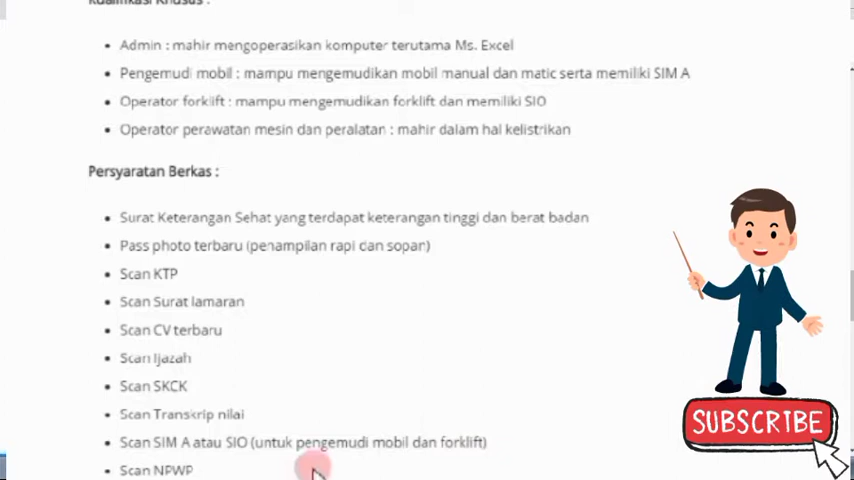 Kualifikasi Khusus :
Admin : mahir mengoperasikan komputer terutama Ms. Excel
Pengemudi mobil : mampu mengemudikan mobil manual dan matic serta memiliki SIM A
Operator forklift : mampu mengemudikan forklift dan memiliki SIO
Operator perawatan mesin dan peralatan : mahir dalam hal kelistrikan
Persyaratan Berkas :
Surat Keterangan Sehat yang terdapat keterangan tinggi dan berat badan
Pass photo terbaru (penampilan rapi dan sopan)
Scan KTP
Scan Surat lamaran
Scan CV terbaru
Scan Ijazah
Scan SKCK
Scan Transkrip nilai
Scan SIM A atau SIO (untuk pengemudi mobil dan forklift)
Scan NPWP
SUBSCRIBE